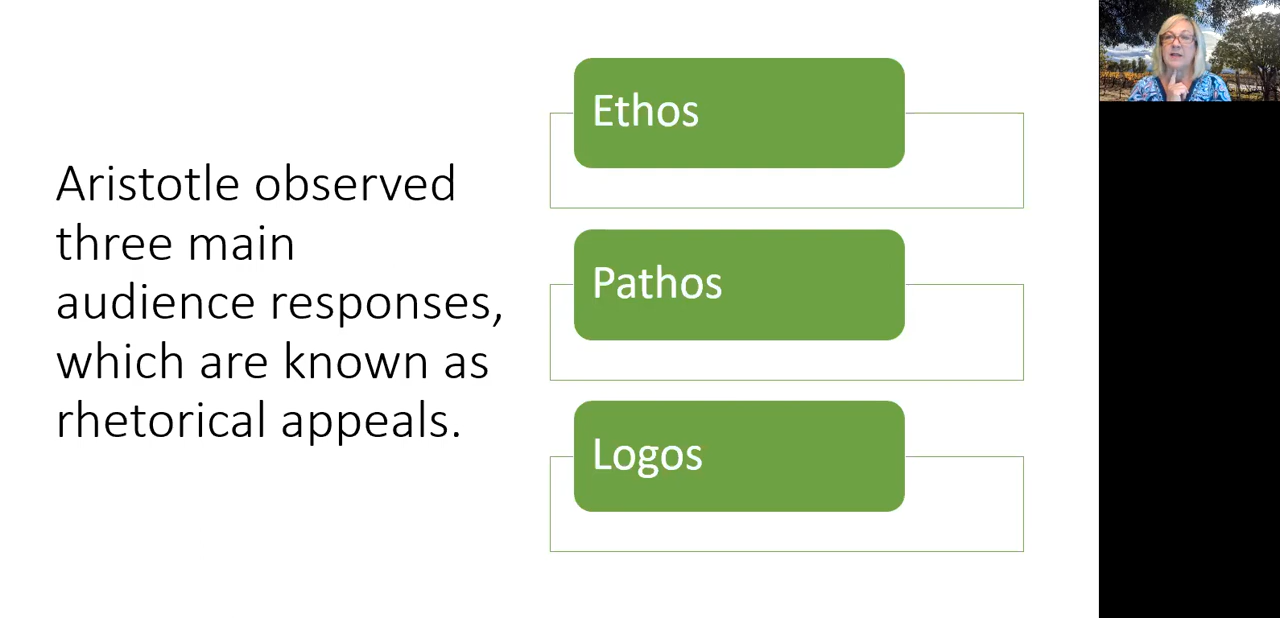 Aristotle observed
three main
audience responses,
which are known as
rhetorical appeals.
Ethos
Pathos
Logos